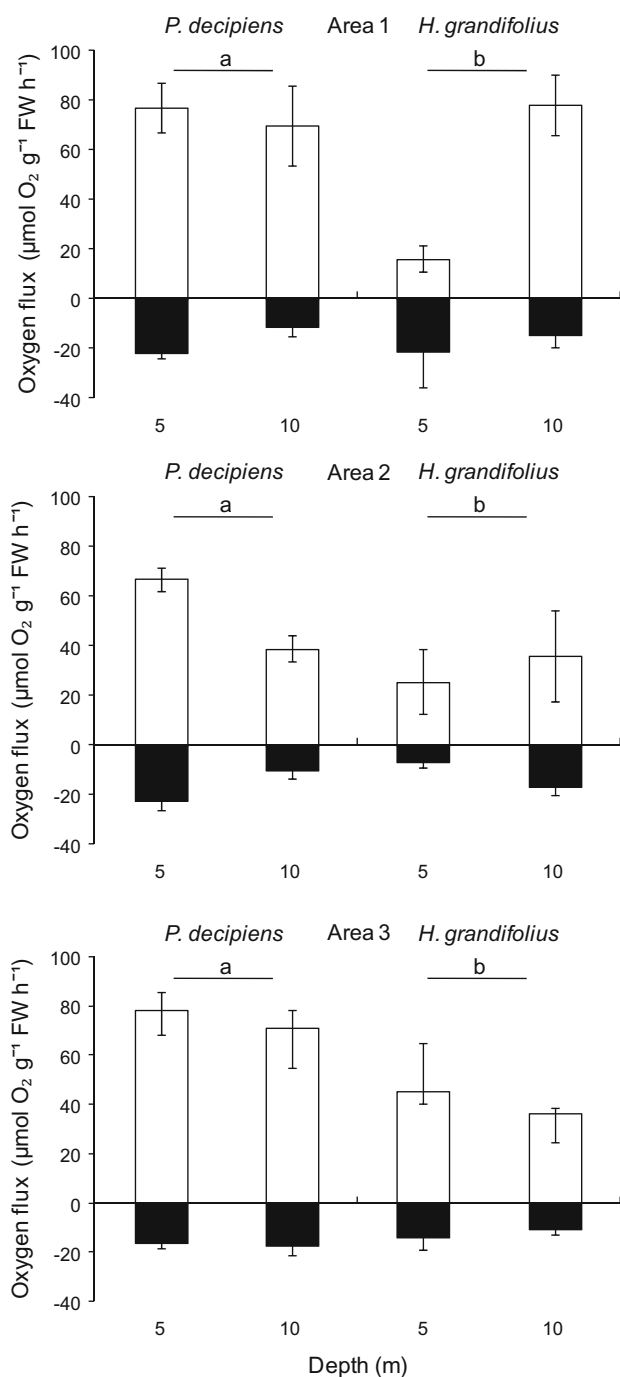 P. decipiens Area 1 H. grandifolius
a b
Oxygen flux (µmol O₂ g⁻¹ FW h⁻¹)
100
80
60
40
20
0
-20
-40
5 10 5 10
P. decipiens Area 2 H. grandifolius
a b
Oxygen flux (µmol O₂ g⁻¹ FW h⁻¹)
100
80
60
40
20
0
-20
-40
5 10 5 10
P. decipiens Area 3 H. grandifolius
a b
Oxygen flux (µmol O₂ g⁻¹ FW h⁻¹)
100
80
60
40
20
0
-20
-40
5 10 5 10
Depth (m)